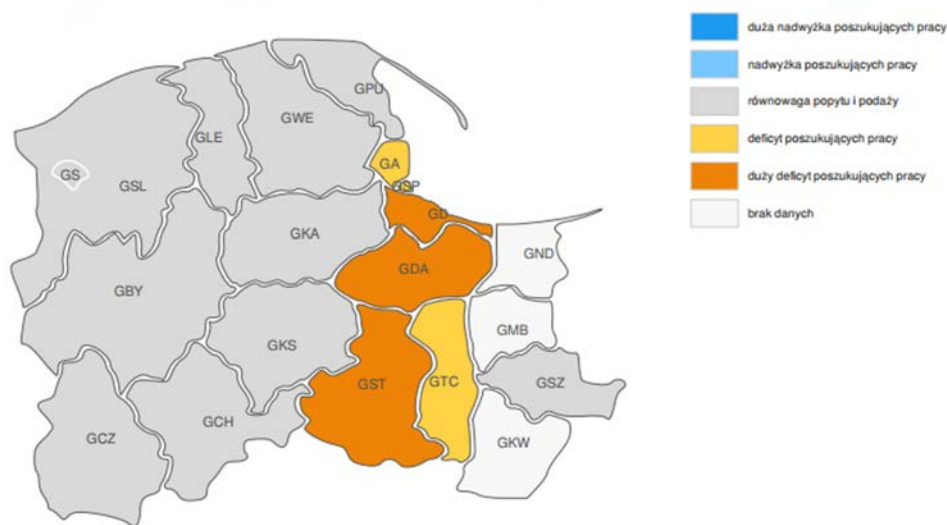 duża nadwyżka poszukujących pracy
nadwyżka poszukujących pracy
równowaga popytu i podaży
deficyt poszukujących pracy
duży deficyt poszukujących pracy
brak danych
GPU
GWE
GLE
GA
GS
GSL
GSP
GD
GKA
GND
GDA
GBY
GMB
GKS
GST
GTC
GSZ
GCH
GCZ
GKW